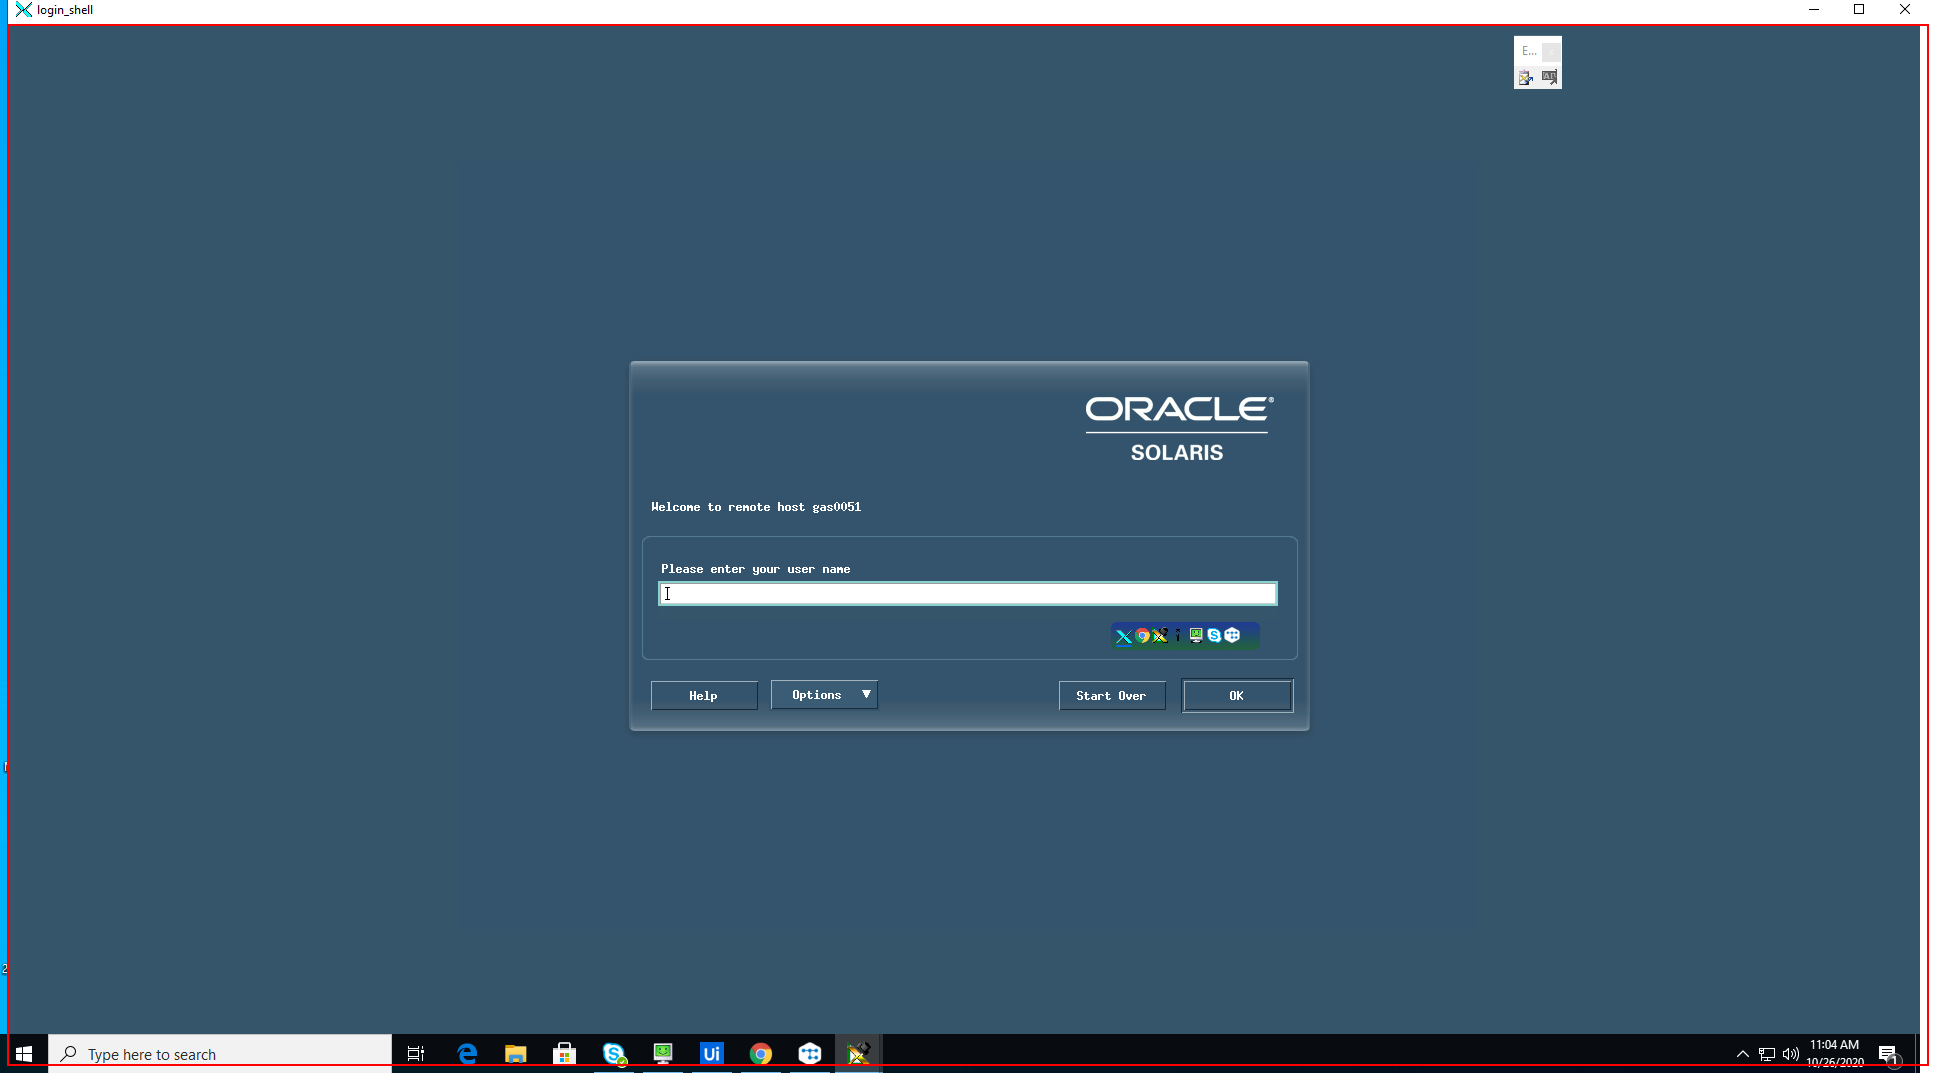 login_shell
E...
ORACLE®
SOLARIS
Welcome to remote host gas0051
Please enter your user name
Help
Options
Start Over
OK
Type here to search
Ui
11:04 AM
10/26/2020
1